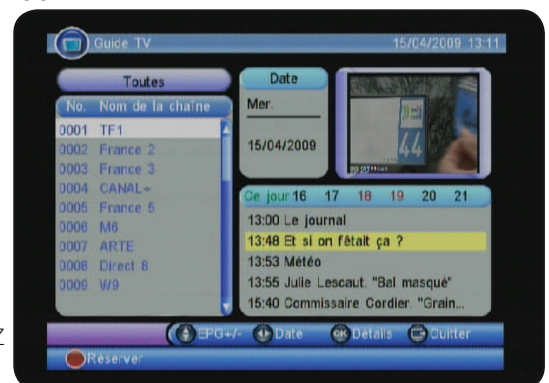 Guide TV 15/04/2009 13:11
Toutes
No. Nom de la chaîne
0001 TF1
0002 France 2
0003 France 3
0004 CANAL+
0005 France 5
0006 M6
0007 ARTE
0008 Direct 8
0009 W9
Date
Mer.
15/04/2009
44
Ce jour 16 17 18 19 20 21
13:00 Le journal
13:48 Et si on fêtait ça ?
13:53 Météo
13:55 Julie Lescaut. "Bal masqué"
15:40 Commissaire Cordier. "Grain...
EPG+/- Date OK Détails Quitter
Réserver